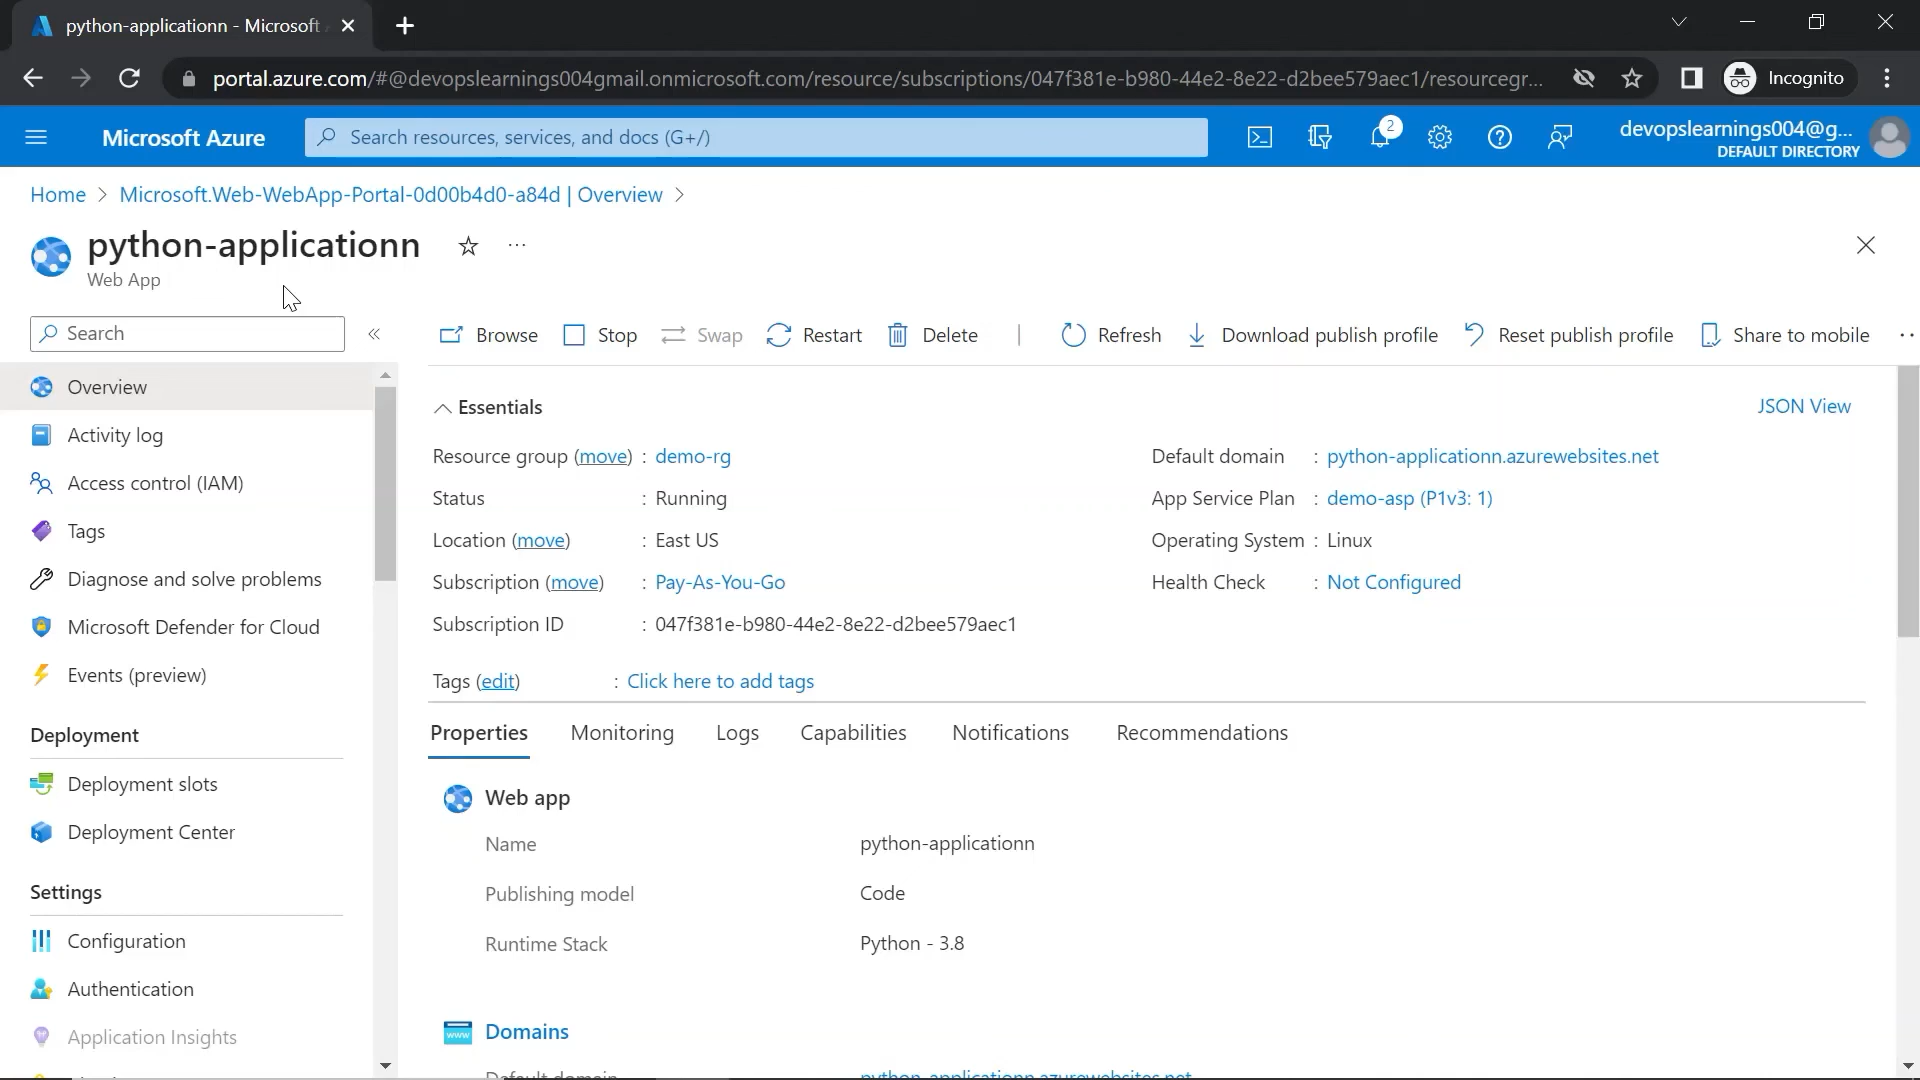 python-applicationn - Microsoft
portal.azure.com/#@devopslearnings004gmail.onmicrosoft.com/resource/subscriptions/047f381e-b980-44e2-8e22-d2bee579aec1/resourcegr...
Incognito
Microsoft Azure
Search resources, services, and docs (G+/)
2
devopslearnings004@g...
DEFAULT DIRECTORY
Home > Microsoft.Web-WebApp-Portal-0d00b4d0-a84d | Overview >
python-applicationn
Web App
Search
Browse Stop Swap Restart Delete | Refresh Download publish profile Reset publish profile Share to mobile
Overview
Activity log
Access control (IAM)
Tags
Diagnose and solve problems
Microsoft Defender for Cloud
Events (preview)
Deployment
Deployment slots
Deployment Center
Settings
Configuration
Authentication
Application Insights
Essentials
JSON View
Resource group (move) : demo-rg
Status : Running
Location (move) : East US
Subscription (move) : Pay-As-You-Go
Subscription ID : 047f381e-b980-44e2-8e22-d2bee579aec1
Default domain : python-applicationn.azurewebsites.net
App Service Plan : demo-asp (P1v3: 1)
Operating System : Linux
Health Check : Not Configured
Tags (edit) : Click here to add tags
Properties Monitoring Logs Capabilities Notifications Recommendations
Web app
Name python-applicationn
Publishing model Code
Runtime Stack Python - 3.8
www
Domains
Default domain python-applicationn.azurewebsites.net